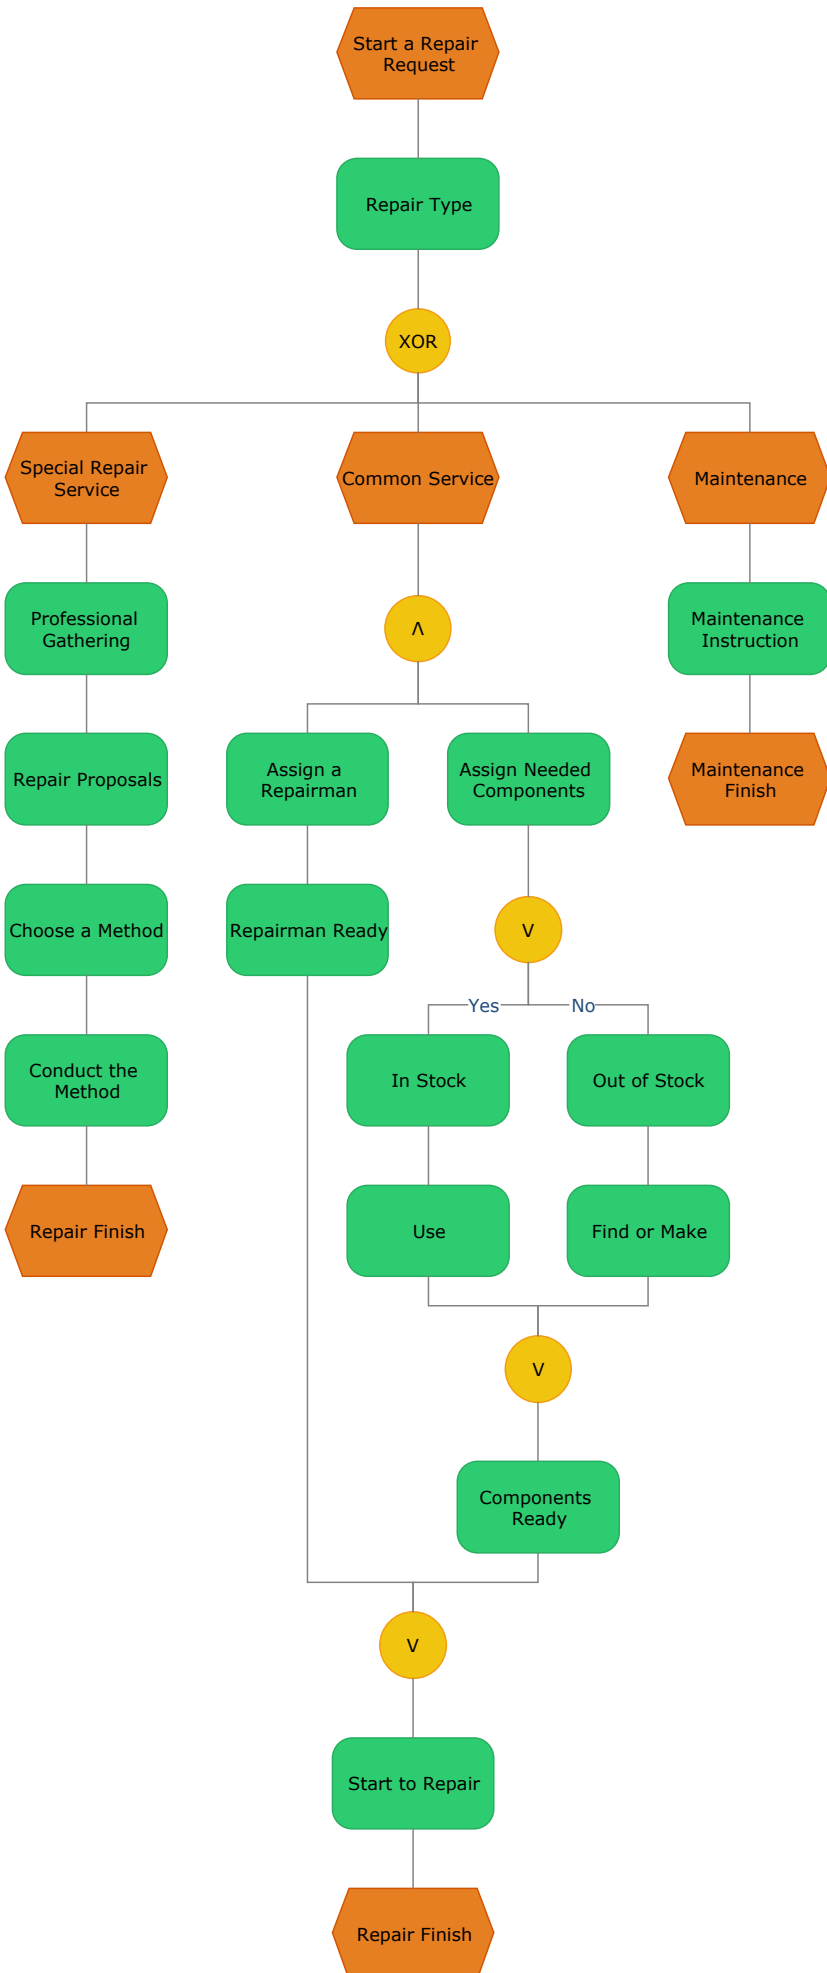 Start a Repair
Request
Repair Type
XOR
Special Repair
Service
Common Service
Maintenance
Professional
Gathering
Λ
Maintenance
Instruction
Repair Proposals
Assign a
Repairman
Assign Needed
Components
Maintenance
Finish
Choose a Method
Repairman Ready
V
Yes
No
Conduct the
Method
In Stock
Out of Stock
Repair Finish
Use
Find or Make
V
Components
Ready
V
Start to Repair
Repair Finish